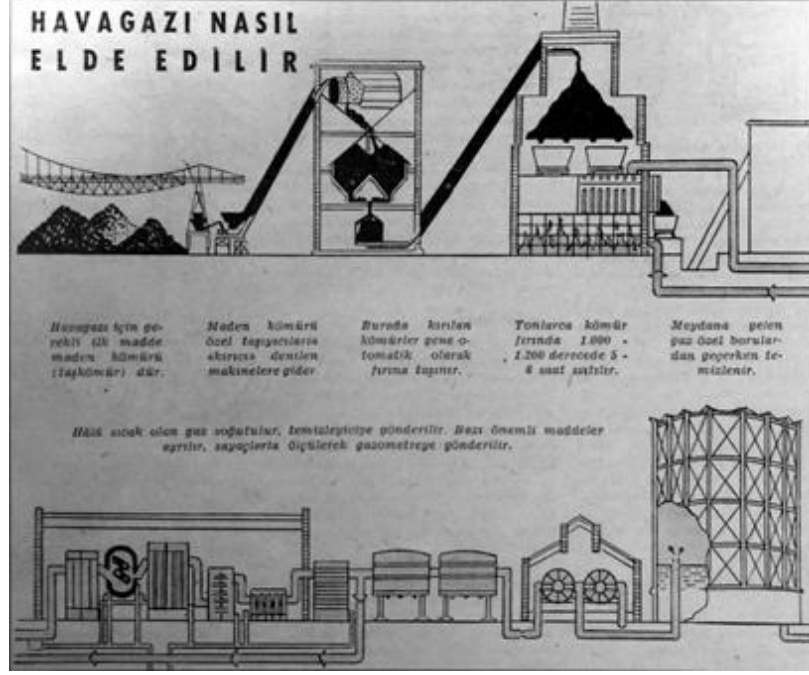 HAVAGAZI NASIL
ELDE EDİLİR
Havagazı için ge-
rekli ilk madde
maden kömürü
(taşkömür) dür.
Maden kömürü
özel taşıyıcılarla
kırıcı denilen
makinelere gider.
Burada kırılan
kömürler gene o-
tomatik olarak
fırına taşınır.
Tonlarca kömür
fırında 1.000 -
1.200 derecede 5 -
6 saat ısıtılır.
Meydana gelen
gaz özel borular-
dan geçerken te-
mizlenir.
Hâlâ sıcak olan gaz soğutulur, temizleyiciye gönderilir. Bazı önemli maddeler
ayrılır, sayaçlarla ölçülerek gazometreye gönderilir.